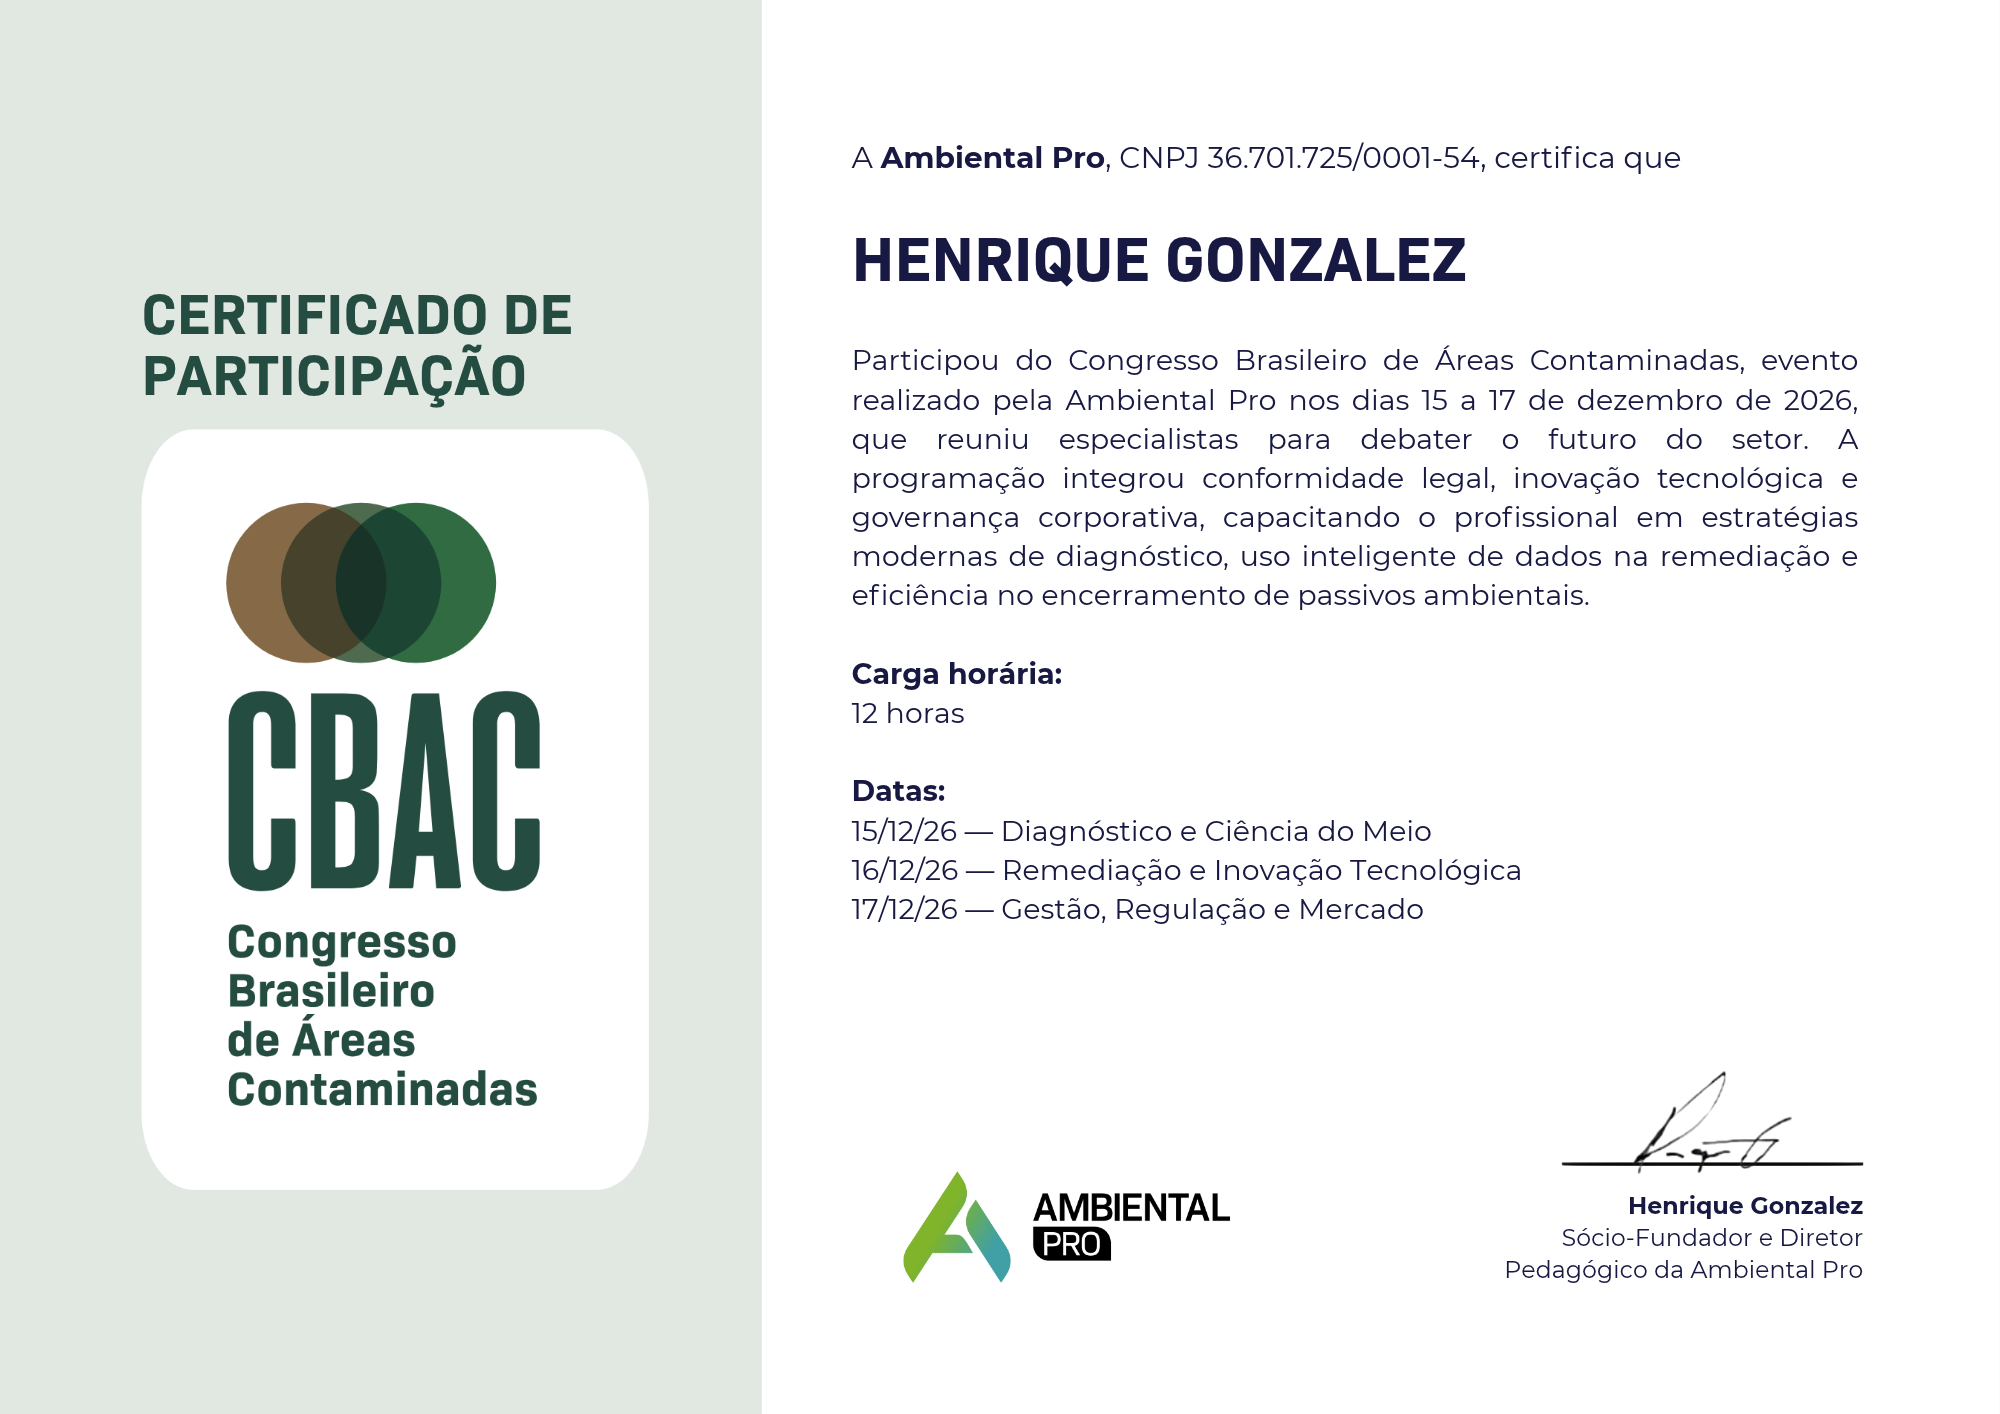 CERTIFICADO DE
PARTICIPAÇÃO
CBAC
Congresso
Brasileiro
de Áreas
Contaminadas
A Ambiental Pro, CNPJ 36.701.725/0001-54, certifica que
HENRIQUE GONZALEZ
Participou do Congresso Brasileiro de Áreas Contaminadas, evento
realizado pela Ambiental Pro nos dias 15 a 17 de dezembro de 2026,
que reuniu especialistas para debater o futuro do setor. A
programação integrou conformidade legal, inovação tecnológica e
governança corporativa, capacitando o profissional em estratégias
modernas de diagnóstico, uso inteligente de dados na remediação e
eficiência no encerramento de passivos ambientais.
Carga horária:
12 horas
Datas:
15/12/26 — Diagnóstico e Ciência do Meio
16/12/26 — Remediação e Inovação Tecnológica
17/12/26 — Gestão, Regulação e Mercado
AMBIENTAL
PRO
Henrique Gonzalez
Sócio-Fundador e Diretor
Pedagógico da Ambiental Pro